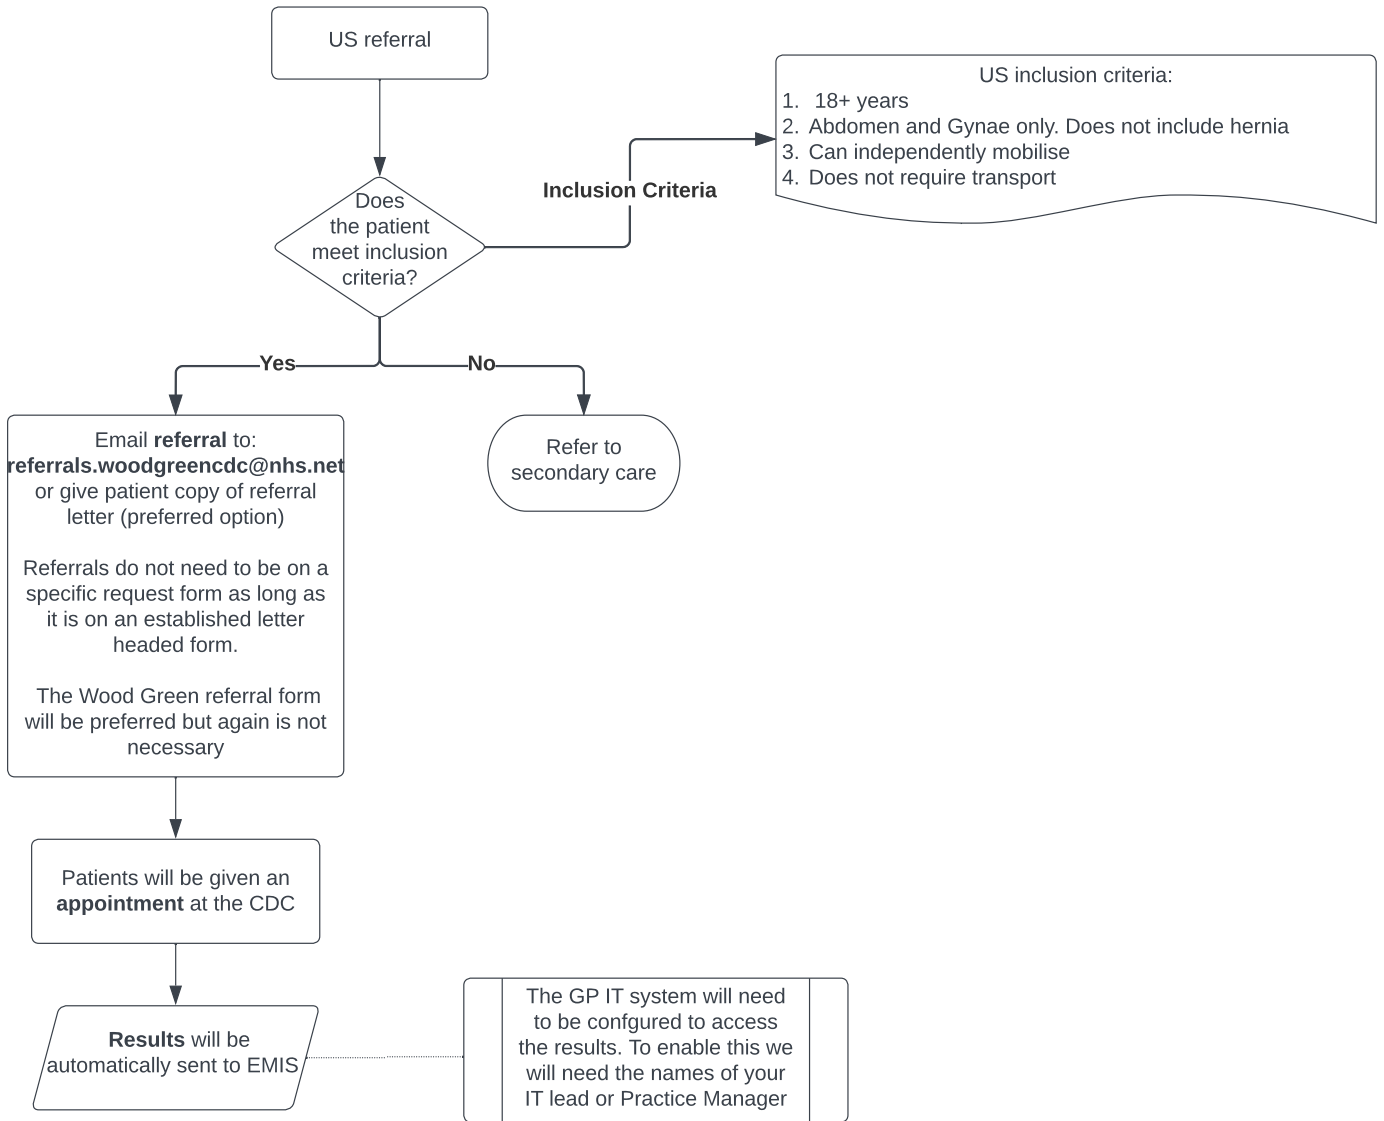 US referral
US inclusion criteria:
1. 18+ years
2. Abdomen and Gynae only. Does not include hernia
3. Can independently mobilise
4. Does not require transport
Inclusion Criteria
Does
the patient
meet inclusion
criteria?
Yes
No
Email referral to:
referrals.woodgreencdc@nhs.net
or give patient copy of referral
letter (preferred option)
Referrals do not need to be on a
specific request form as long as
it is on an established letter
headed form.
The Wood Green referral form
will be preferred but again is not
necessary
Refer to
secondary care
Patients will be given an
appointment at the CDC
Results will be
automatically sent to EMIS
The GP IT system will need
to be confgured to access
the results. To enable this we
will need the names of your
IT lead or Practice Manager